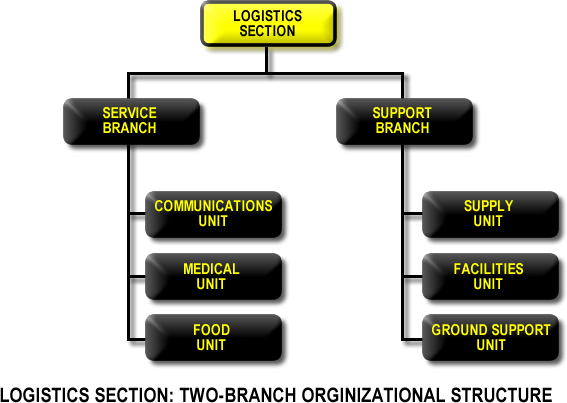 LOGISTICS
SECTION
SERVICE
BRANCH
SUPPORT
BRANCH
COMMUNICATIONS
UNIT
SUPPLY
UNIT
MEDICAL
UNIT
FACILITIES
UNIT
FOOD
UNIT
GROUND SUPPORT
UNIT
LOGISTICS SECTION: TWO-BRANCH ORGINIZATIONAL STRUCTURE